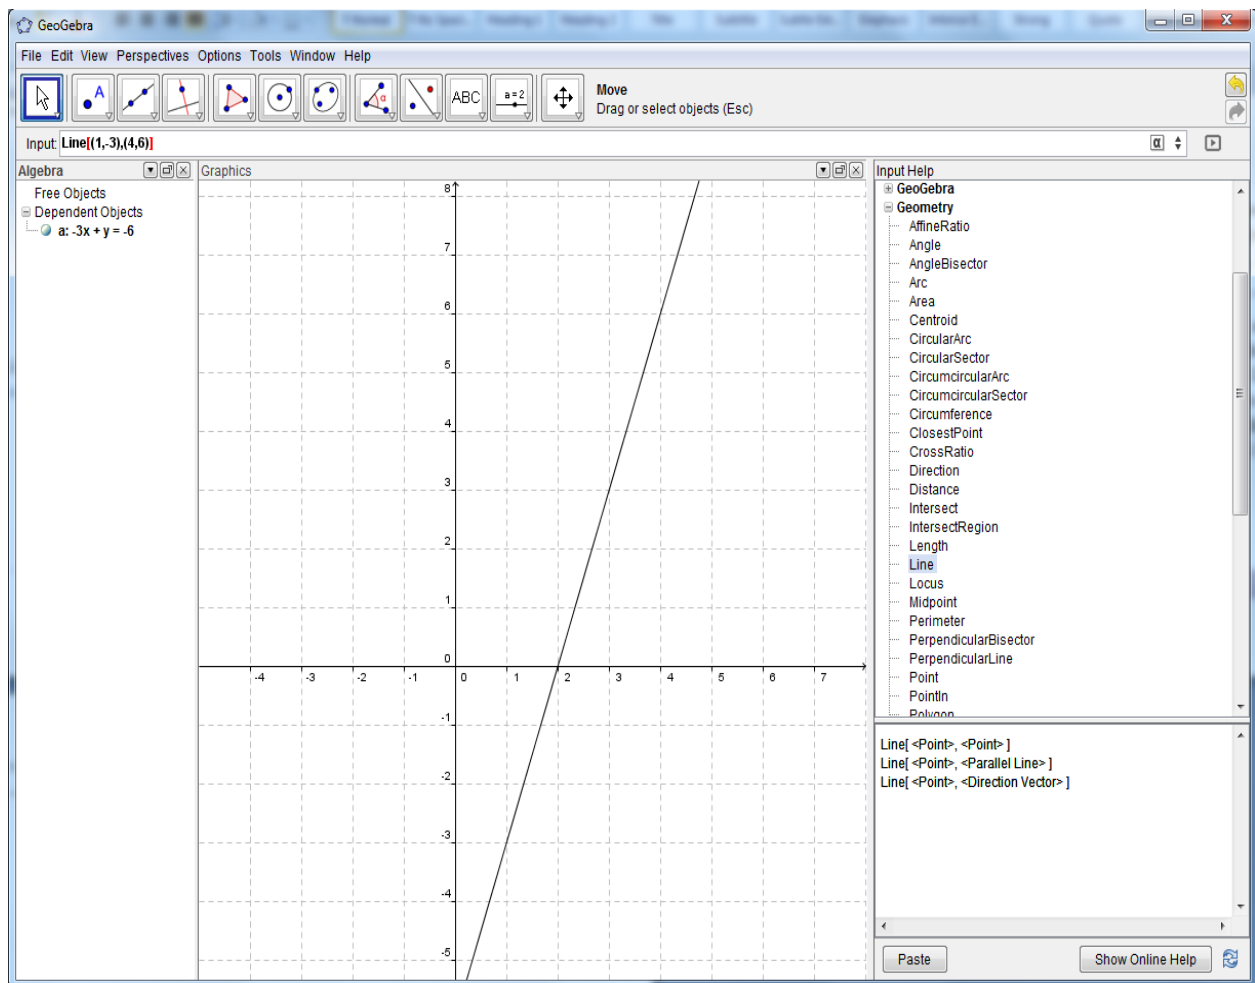 GeoGebra
File Edit View Perspectives Options Tools Window Help
A
α
ABC
a = 2
Move
Drag or select objects (Esc)
Input: Line[(1,-3),(4,6)]
α
Algebra
Free Objects
Dependent Objects
a: -3x + y = -6
Graphics
8
7
6
5
4
3
2
1
0
-4 -3 -2 -1 0 1 2 3 4 5 6 7
-1
-2
-3
-4
-5
Input Help
GeoGebra
Geometry
AffineRatio
Angle
AngleBisector
Arc
Area
Centroid
CircularArc
CircularSector
CircumcircularArc
CircumcircularSector
Circumference
ClosestPoint
CrossRatio
Direction
Distance
Intersect
IntersectRegion
Length
Line
Locus
Midpoint
Perimeter
PerpendicularBisector
PerpendicularLine
Point
PointIn
Polygon
Line[ <Point>, <Point> ]
Line[ <Point>, <Parallel Line> ]
Line[ <Point>, <Direction Vector> ]
Paste
Show Online Help